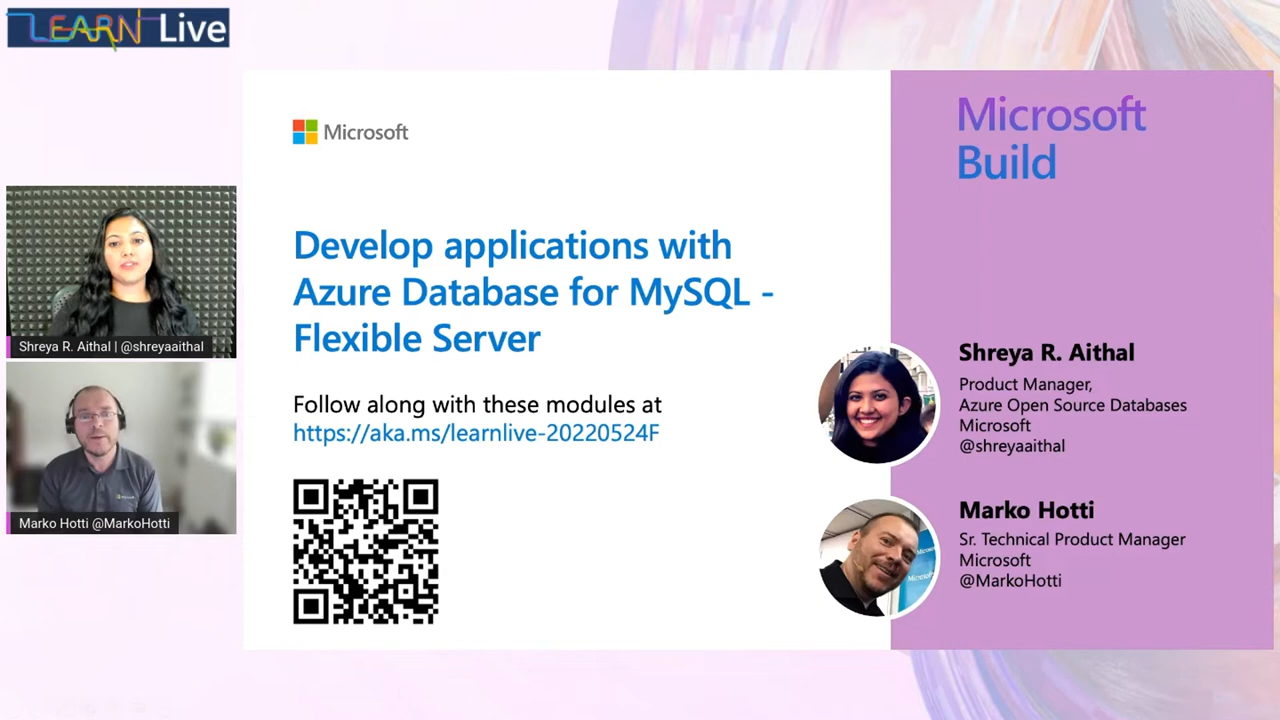 LEARN Live
Microsoft
Microsoft
Build
Develop applications with
Azure Database for MySQL -
Flexible Server
Follow along with these modules at
https://aka.ms/learnlive-20220524F
Shreya R. Aithal | @shreyaaithal
Marko Hotti @MarkoHotti
Shreya R. Aithal
Product Manager,
Azure Open Source Databases
Microsoft
@shreyaaithal
Marko Hotti
Sr. Technical Product Manager
Microsoft
@MarkoHotti